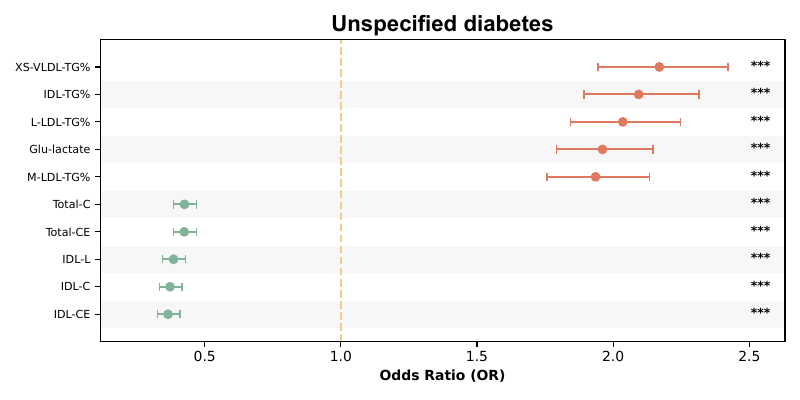 Unspecified diabetes
XS-VLDL-TG% ***
IDL-TG% ***
L-LDL-TG% ***
Glu-lactate ***
M-LDL-TG% ***
Total-C ***
Total-CE ***
IDL-L ***
IDL-C ***
IDL-CE ***
0.5 1.0 1.5 2.0 2.5
Odds Ratio (OR)